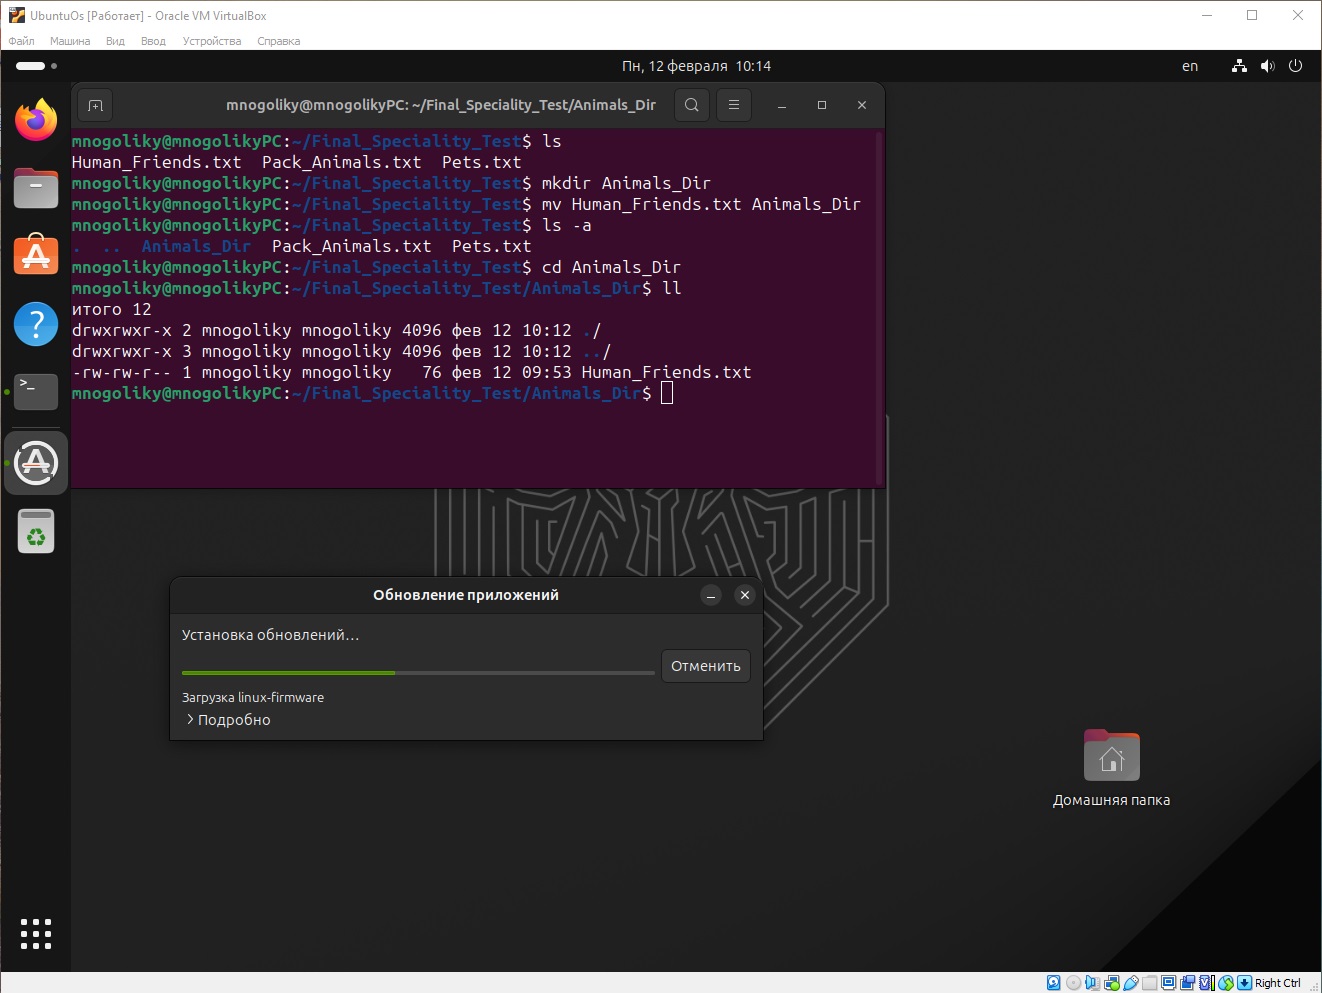 UbuntuOs [Работает] - Oracle VM VirtualBox
Файл Машина Вид Ввод Устройства Справка
Пн, 12 февраля 10:14
en
mnogoliky@mnogolikyPC: ~/Final_Speciality_Test/Animals_Dir
mnogoliky@mnogolikyPC:~/Final_Speciality_Test$ ls
Human_Friends.txt Pack_Animals.txt Pets.txt
mnogoliky@mnogolikyPC:~/Final_Speciality_Test$ mkdir Animals_Dir
mnogoliky@mnogolikyPC:~/Final_Speciality_Test$ mv Human_Friends.txt Animals_Dir
mnogoliky@mnogolikyPC:~/Final_Speciality_Test$ ls -a
. .. Animals_Dir Pack_Animals.txt Pets.txt
mnogoliky@mnogolikyPC:~/Final_Speciality_Test$ cd Animals_Dir
mnogoliky@mnogolikyPC:~/Final_Speciality_Test/Animals_Dir$ ll
итого 12
drwxrwxr-x 2 mnogoliky mnogoliky 4096 фев 12 10:12 ./
drwxrwxr-x 3 mnogoliky mnogoliky 4096 фев 12 10:12 ../
-rw-rw-r-- 1 mnogoliky mnogoliky 76 фев 12 09:53 Human_Friends.txt
mnogoliky@mnogolikyPC:~/Final_Speciality_Test/Animals_Dir$
Обновление приложений
Установка обновлений…
Отменить
Загрузка linux-firmware
Подробно
Домашняя папка
Right Ctrl